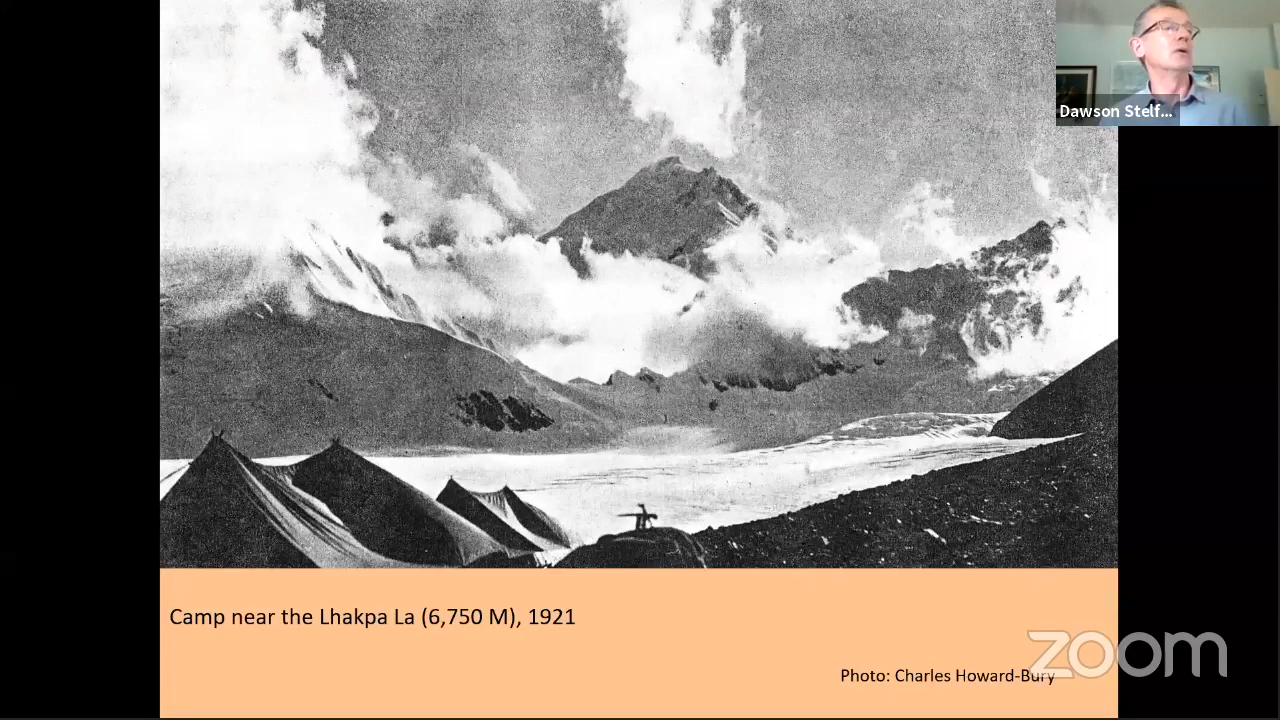 Dawson Stelf...
Camp near the Lhakpa La (6,750 M), 1921
zoom
Photo: Charles Howard-Bury